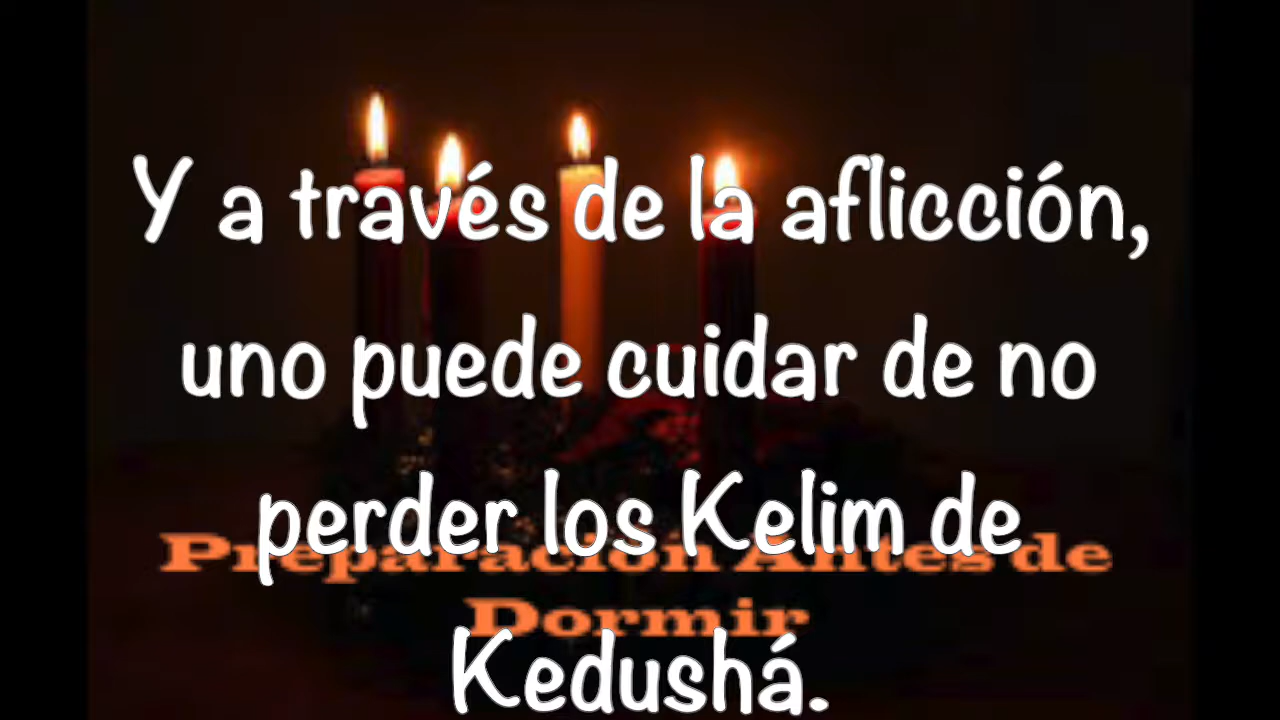 Y a través de la aflicción,
uno puede cuidar de no
perder los Kelim de
Preparación Antes de
Dormir
Kedushá.